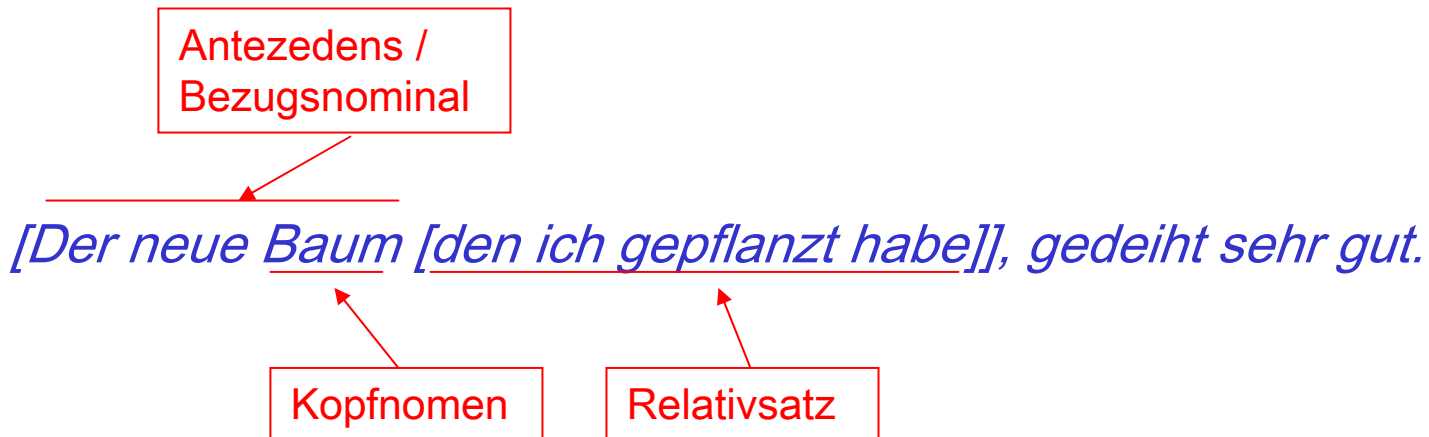 Antezedens /
Bezugsnominal
[Der neue Baum [den ich gepflanzt habe]], gedeiht sehr gut.
Kopfnomen
Relativsatz